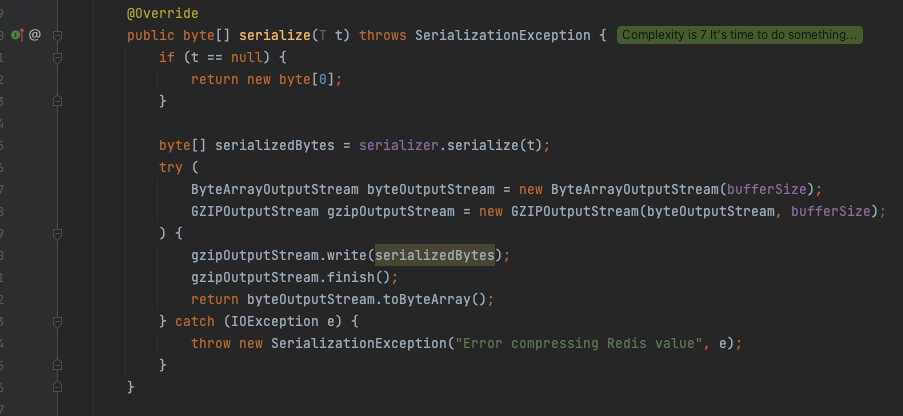 @Override
public byte[] serialize(T t) throws SerializationException { Complexity is 7 It's time to do something...
if (t == null) {
return new byte[0];
}
byte[] serializedBytes = serializer.serialize(t);
try (
ByteArrayOutputStream byteOutputStream = new ByteArrayOutputStream(bufferSize);
GZIPOutputStream gzipOutputStream = new GZIPOutputStream(byteOutputStream, bufferSize);
) {
gzipOutputStream.write(serializedBytes);
gzipOutputStream.finish();
return byteOutputStream.toByteArray();
} catch (IOException e) {
throw new SerializationException("Error compressing Redis value", e);
}
}